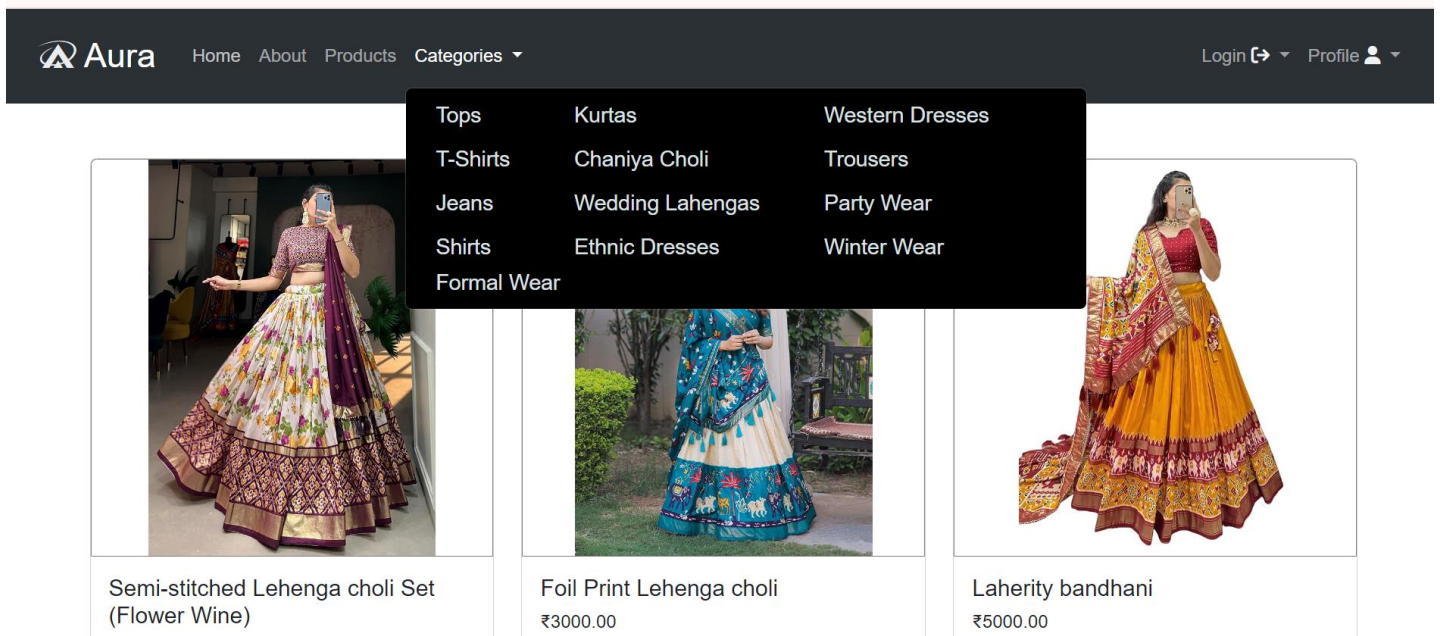 Aura
Home About Products Categories
Login Profile
Tops Kurtas Western Dresses
T-Shirts Chaniya Choli Trousers
Jeans Wedding Lahengas Party Wear
Shirts Ethnic Dresses Winter Wear
Formal Wear
Semi-stitched Lehenga choli Set
(Flower Wine)
Foil Print Lehenga choli
₹3000.00
Laherity bandhani
₹5000.00